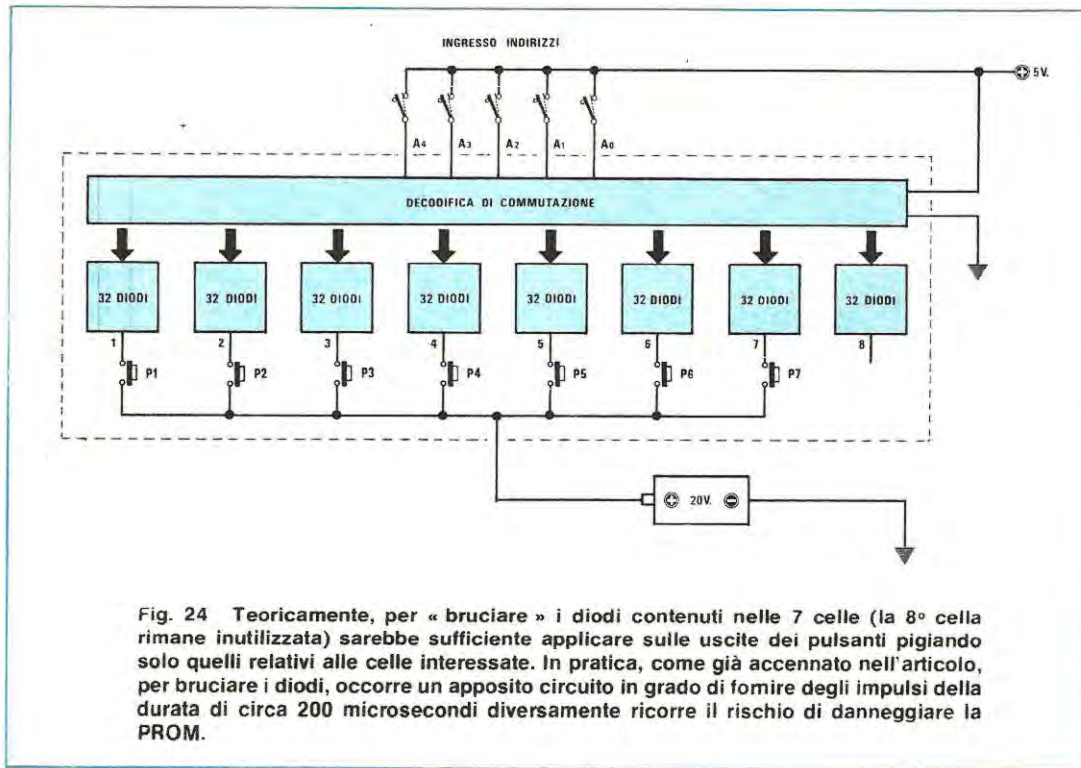 INGRESSO INDIRIZZI
5V.
A4 A3 A2 A1 A0
DECODIFICA DI COMMUTAZIONE
32 DIODI 32 DIODI 32 DIODI 32 DIODI 32 DIODI 32 DIODI 32 DIODI 32 DIODI
1 2 3 4 5 6 7 8
P1 P2 P3 P4 P5 P6 P7
20V.
Fig. 24 Teoricamente, per « bruciare » i diodi contenuti nelle 7 celle (la 8º cella
rimane inutilizzata) sarebbe sufficiente applicare sulle uscite dei pulsanti pigiando
solo quelli relativi alle celle interessate. In pratica, come già accennato nell'articolo,
per bruciare i diodi, occorre un apposito circuito in grado di fornire degli impulsi della
durata di circa 200 microsecondi diversamente ricorre il rischio di danneggiare la
PROM.